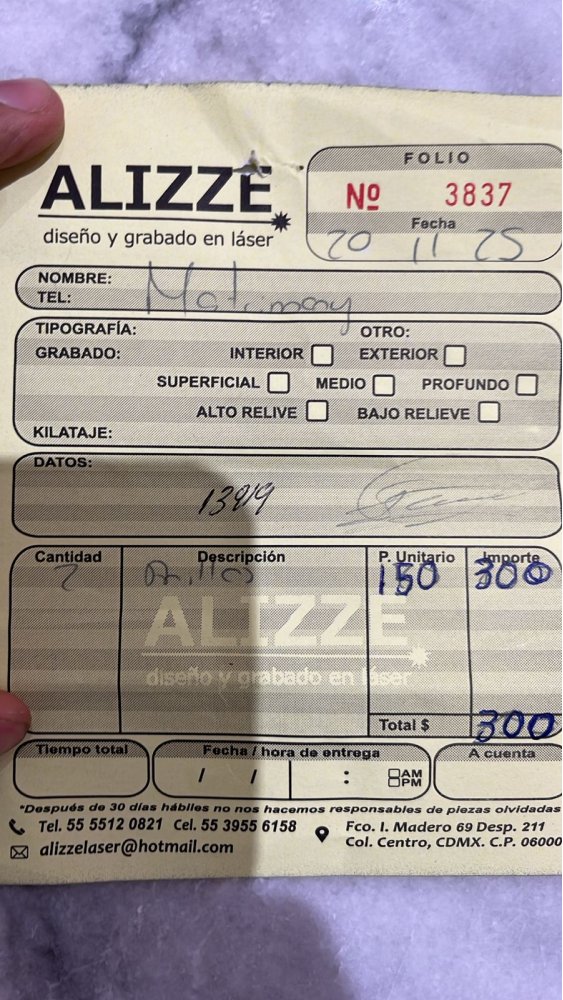 ALIZZE
diseño y grabado en láser
FOLIO
Nº 3837
Fecha
20 11 25
NOMBRE: Matrimony
TEL:
TIPOGRAFÍA: OTRO:
GRABADO: INTERIOR EXTERIOR
SUPERFICIAL MEDIO PROFUNDO
ALTO RELIVE BAJO RELIEVE
KILATAJE:
DATOS:
Cantidad Descripción P. Unitario Importe
2 Anillos 150 300
ALIZZE
diseño y grabado en láser
Total $ 300
Tiempo total Fecha / hora de entrega A cuenta
/ / : AM
PM
*Después de 30 días hábiles no nos hacemos responsables de piezas olvidadas
Tel. 55 5512 0821 Cel. 55 3955 6158 Fco. I. Madero 69 Desp. 211
alizzelaser@hotmail.com Col. Centro, CDMX. C.P. 06000